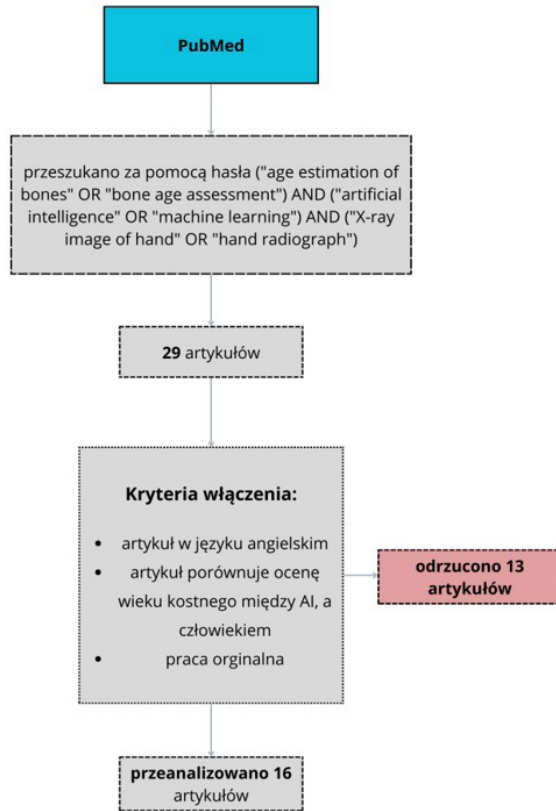 PubMed
przeszukano za pomocą hasła ("age estimation of
bones" OR "bone age assessment") AND ("artificial
intelligence" OR "machine learning") AND ("X-ray
image of hand" OR "hand radiograph")
29 artykułów
Kryteria włączenia:
• artykuł w języku angielskim
• artykuł porównuje ocenę
wieku kostnego między AI, a
człowiekiem
• praca orginalna
odrzucono 13
artykułów
przeanalizowano 16
artykułów